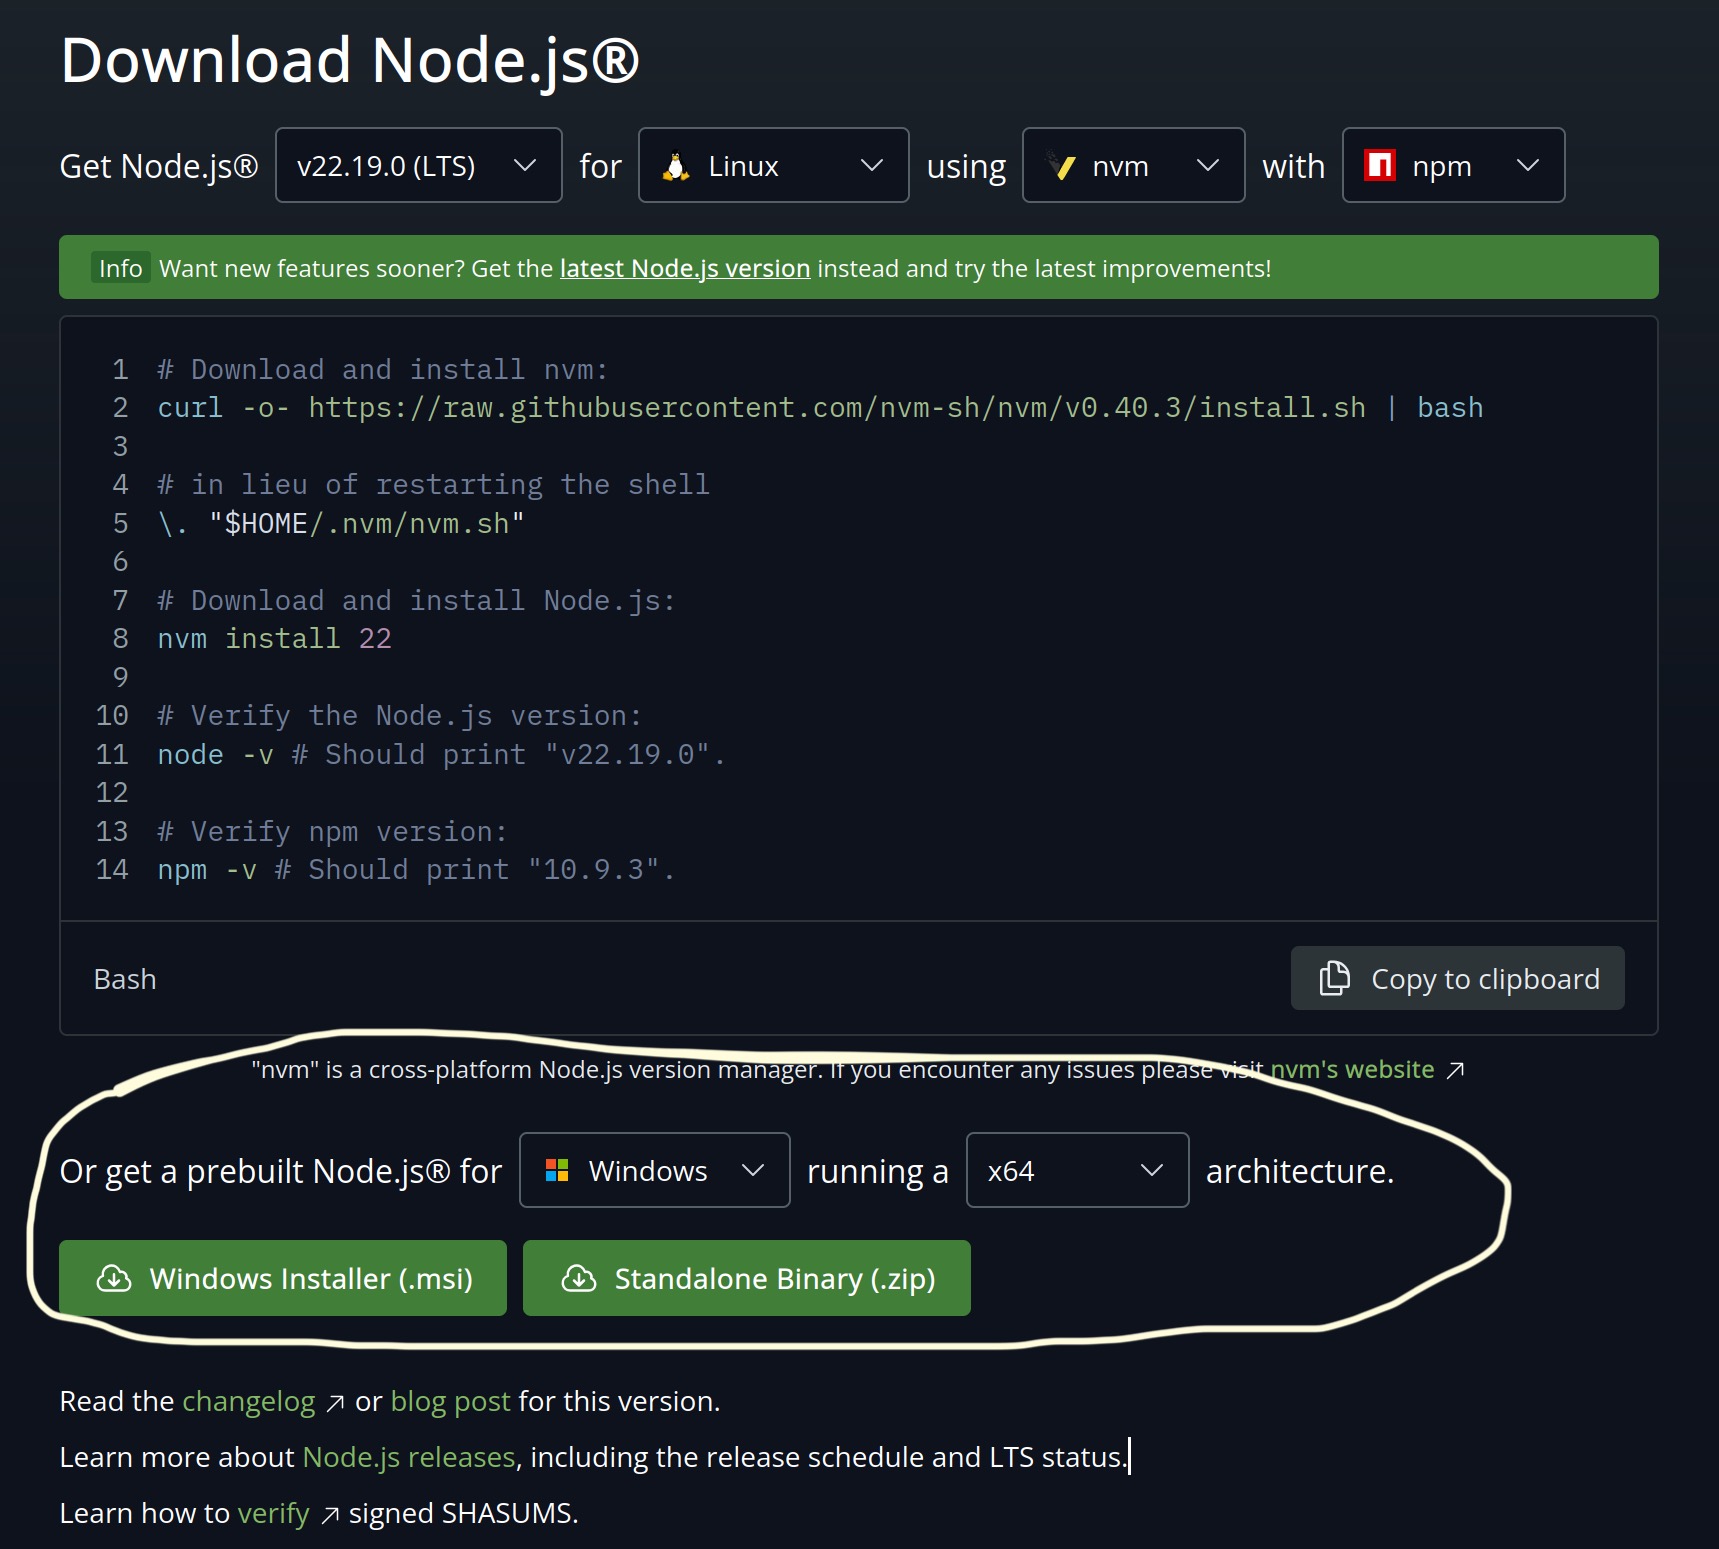 Download Node.js®
Get Node.js® v22.19.0 (LTS) for Linux using nvm with npm
Info Want new features sooner? Get the latest Node.js version instead and try the latest improvements!
1 # Download and install nvm:
2 curl -o- https://raw.githubusercontent.com/nvm-sh/nvm/v0.40.3/install.sh | bash
3
4 # in lieu of restarting the shell
5 \. "$HOME/.nvm/nvm.sh"
6
7 # Download and install Node.js:
8 nvm install 22
9
10 # Verify the Node.js version:
11 node -v # Should print "v22.19.0".
12
13 # Verify npm version:
14 npm -v # Should print "10.9.3".
Bash Copy to clipboard
"nvm" is a cross-platform Node.js version manager. If you encounter any issues please visit nvm's website ↗
Or get a prebuilt Node.js® for Windows running a x64 architecture.
Windows Installer (.msi) Standalone Binary (.zip)
Read the changelog ↗ or blog post for this version.
Learn more about Node.js releases, including the release schedule and LTS status.
Learn how to verify ↗ signed SHASUMS.